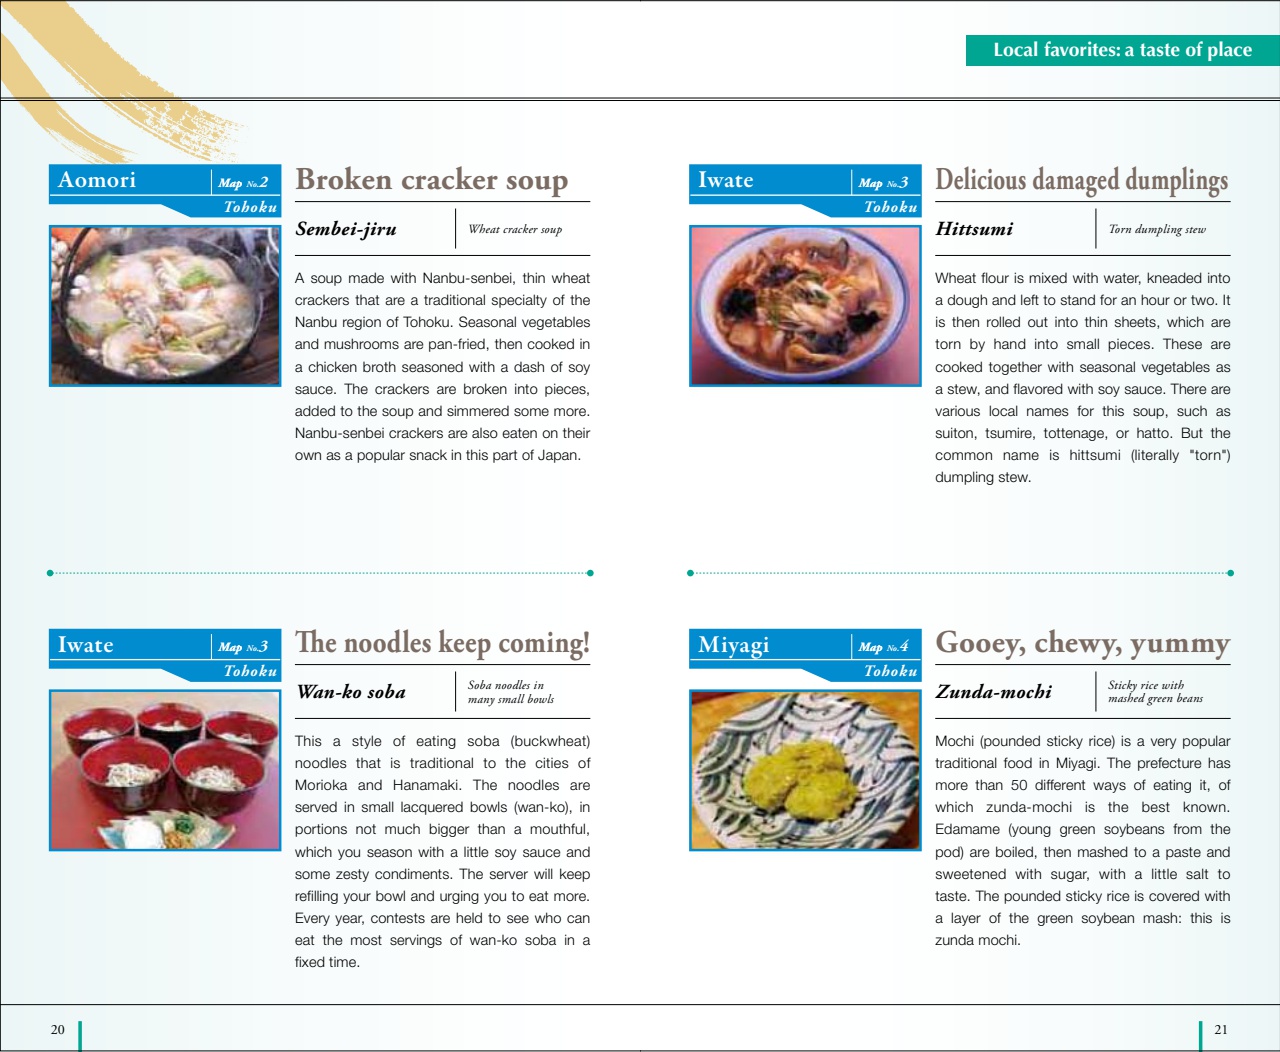 Local favorites: a taste of place
Aomori
Map No.2
Tohoku
Broken cracker soup
Sembei-jiru
Wheat cracker soup
A soup made with Nanbu-senbei, thin wheat
crackers that are a traditional specialty of the
Nanbu region of Tohoku. Seasonal vegetables
and mushrooms are pan-fried, then cooked in
a chicken broth seasoned with a dash of soy
sauce. The crackers are broken into pieces,
added to the soup and simmered some more.
Nanbu-senbei crackers are also eaten on their
own as a popular snack in this part of Japan.
Iwate
Map No.3
Tohoku
The noodles keep coming!
Wan-ko soba
Soba noodles in
many small bowls
This a style of eating soba (buckwheat)
noodles that is traditional to the cities of
Morioka and Hanamaki. The noodles are
served in small lacquered bowls (wan-ko), in
portions not much bigger than a mouthful,
which you season with a little soy sauce and
some zesty condiments. The server will keep
refilling your bowl and urging you to eat more.
Every year, contests are held to see who can
eat the most servings of wan-ko soba in a
fixed time.
20
Iwate
Map No.3
Tohoku
Delicious damaged dumplings
Hittsumi
Torn dumpling stew
Wheat flour is mixed with water, kneaded into
a dough and left to stand for an hour or two. It
is then rolled out into thin sheets, which are
torn by hand into small pieces. These are
cooked together with seasonal vegetables as
a stew, and flavored with soy sauce. There are
various local names for this soup, such as
suiton, tsumire, tottenage, or hatto. But the
common name is hittsumi (literally "torn")
dumpling stew.
Miyagi
Map No.4
Tohoku
Gooey, chewy, yummy
Zunda-mochi
Sticky rice with
mashed green beans
Mochi (pounded sticky rice) is a very popular
traditional food in Miyagi. The prefecture has
more than 50 different ways of eating it, of
which zunda-mochi is the best known.
Edamame (young green soybeans from the
pod) are boiled, then mashed to a paste and
sweetened with sugar, with a little salt to
taste. The pounded sticky rice is covered with
a layer of the green soybean mash: this is
zunda mochi.
21